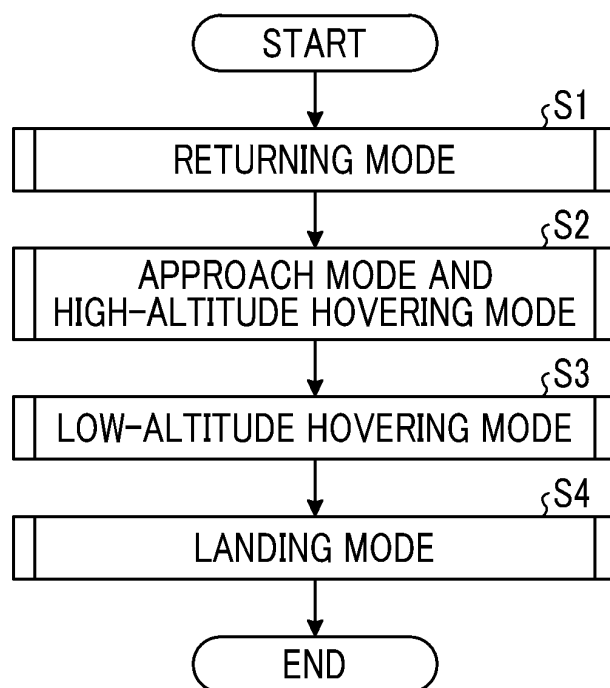 START
S1
RETURNING MODE
S2
APPROACH MODE AND
HIGH-ALTITUDE HOVERING MODE
S3
LOW-ALTITUDE HOVERING MODE
S4
LANDING MODE
END